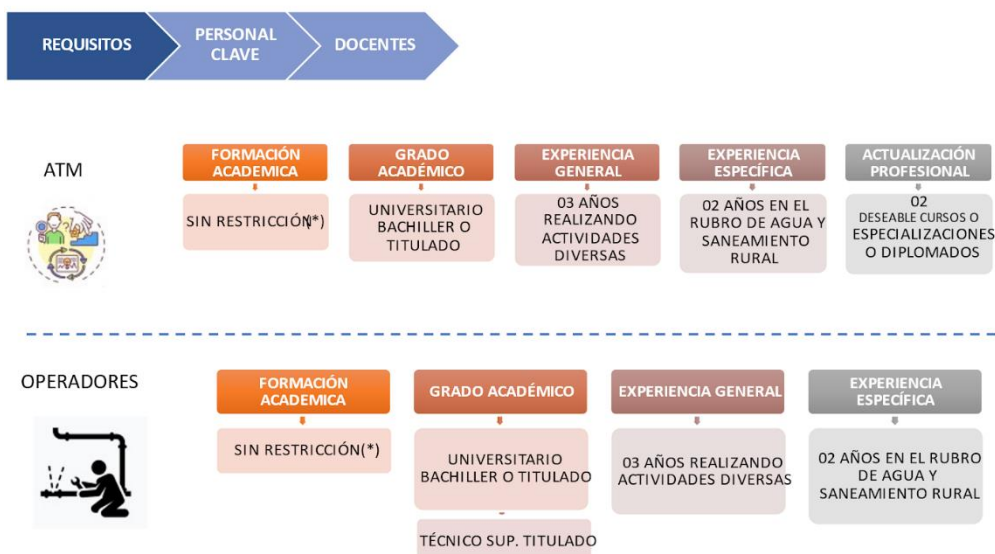 REQUISITOS
PERSONAL
CLAVE
DOCENTES
ATM
FORMACIÓN
ACADEMICA
SIN RESTRICCIÓN(*)
GRADO
ACADÉMICO
UNIVERSITARIO
BACHILLER O
TITULADO
EXPERIENCIA
GENERAL
03 AÑOS
REALIZANDO
ACTIVIDADES
DIVERSAS
EXPERIENCIA
ESPECÍFICA
02 AÑOS EN EL
RUBRO DE AGUA Y
SANEAMIENTO
RURAL
ACTUALIZACIÓN
PROFESIONAL
02
DESEABLE CURSOS O
ESPECIALIZACIONES
O DIPLOMADOS
OPERADORES
FORMACIÓN
ACADEMICA
SIN RESTRICCIÓN(*)
GRADO ACADÉMICO
UNIVERSITARIO
BACHILLER O TITULADO
TÉCNICO SUP. TITULADO
EXPERIENCIA GENERAL
03 AÑOS REALIZANDO
ACTIVIDADES DIVERSAS
EXPERIENCIA
ESPECÍFICA
02 AÑOS EN EL RUBRO
DE AGUA Y
SANEAMIENTO RURAL